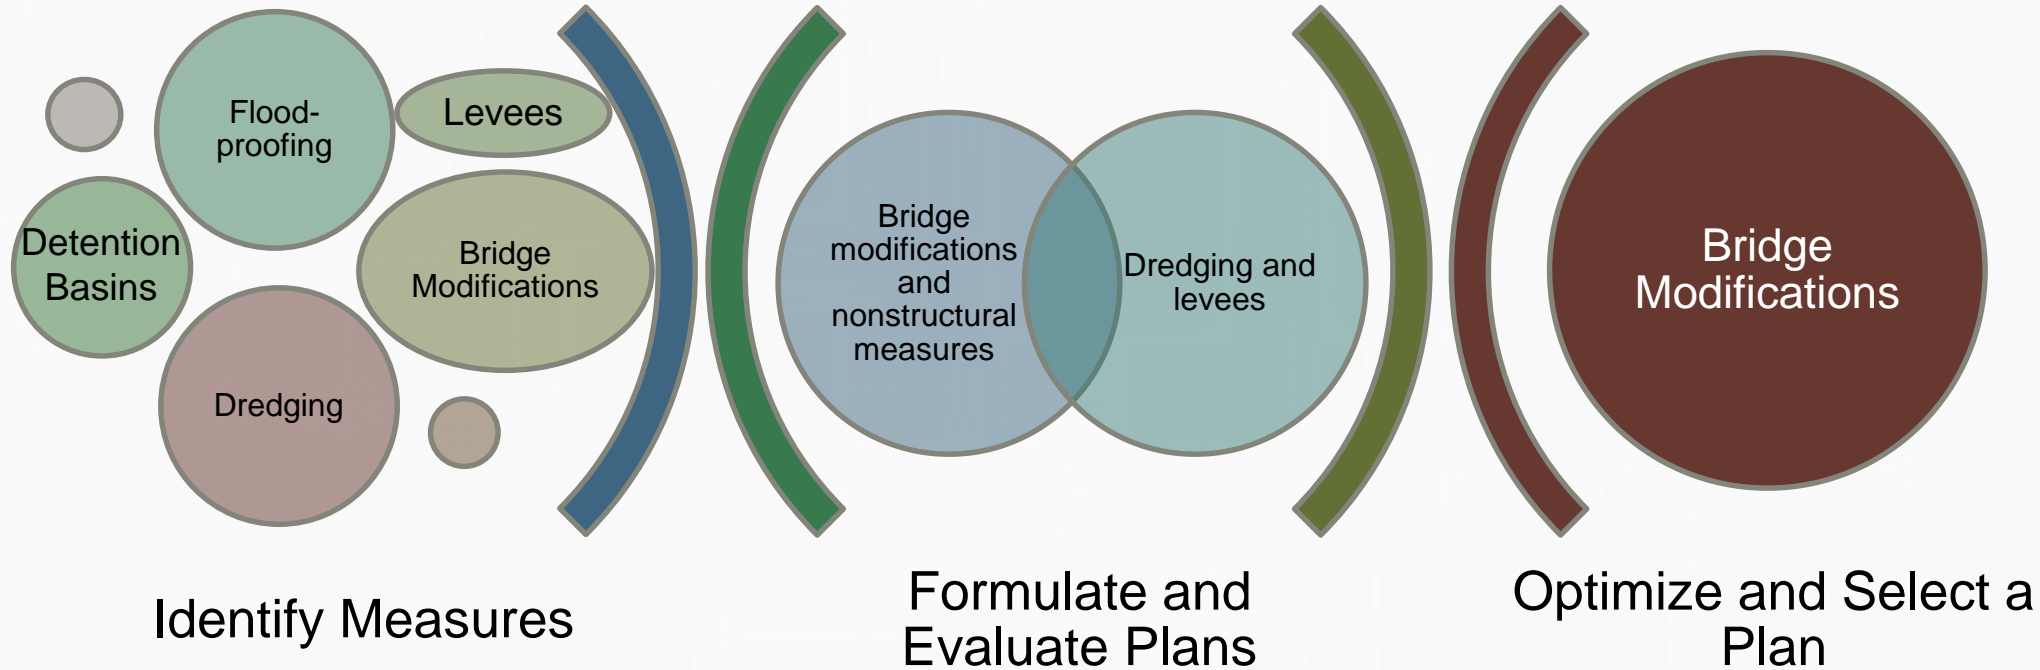 Flood-
proofing
Levees
Detention
Basins
Bridge
Modifications
Dredging
Identify Measures
Bridge
modifications
and
nonstructural
measures
Dredging and
levees
Formulate and
Evaluate Plans
Bridge
Modifications
Optimize and Select a
Plan